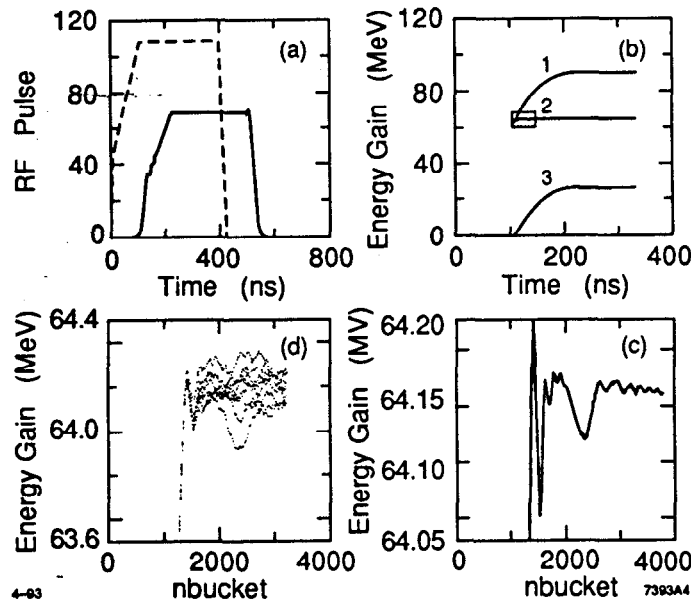 120
80
40
0
RF Pulse
(a)
0 400 800
Time (ns)
120
80
40
0
Energy Gain (MeV)
(b)
1
2
3
0 200 400
Time (ns)
64.4
64.0
63.6
Energy Gain (MeV)
(d)
0 2000 4000
nbucket
64.20
64.15
64.10
64.05
Energy Gain (MV)
(c)
0 2000 4000
nbucket
4–93
7393A4